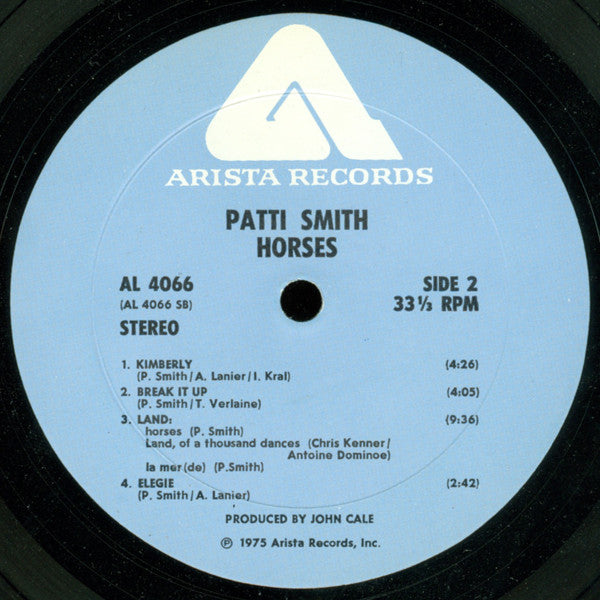 ARISTA RECORDS
PATTI SMITH
HORSES
AL 4066
(AL 4066 SB)
STEREO
SIDE 2
33⅓ RPM
1. KIMBERLY (4:26)
(P. Smith/A. Lanier/I. Kral)
2. BREAK IT UP (4:05)
(P. Smith/T. Verlaine)
3. LAND: (9:36)
horses (P. Smith)
Land, of a thousand dances (Chris Kenner/
Antoine Dominoe)
la mer(de) (P.Smith)
4. ELEGIE (2:42)
(P. Smith/A. Lanier)
PRODUCED BY JOHN CALE
℗ 1975 Arista Records, Inc.